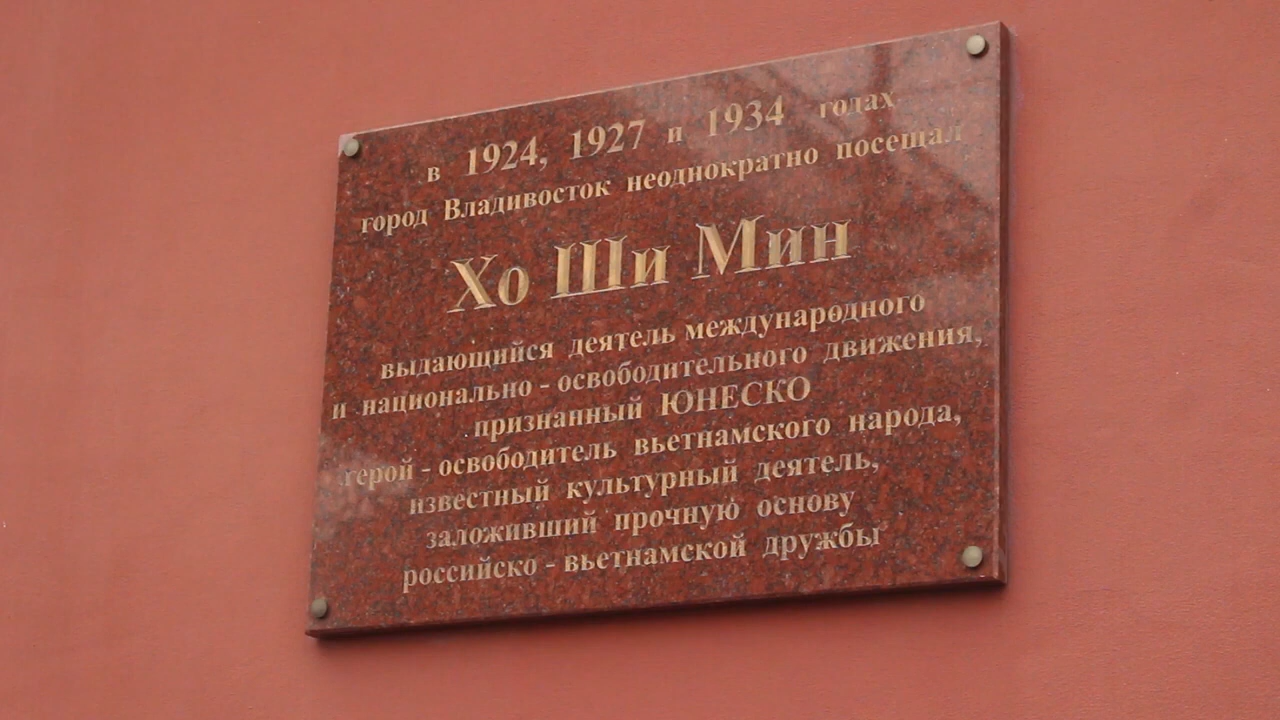 в 1924, 1927 и 1934 годах
город Владивосток неоднократно посещал
Хо Ши Мин
выдающийся деятель международного
и национально - освободительного движения,
признанный ЮНЕСКО
герой - освободитель вьетнамского народа,
известный культурный деятель,
заложивший прочную основу
российско - вьетнамской дружбы